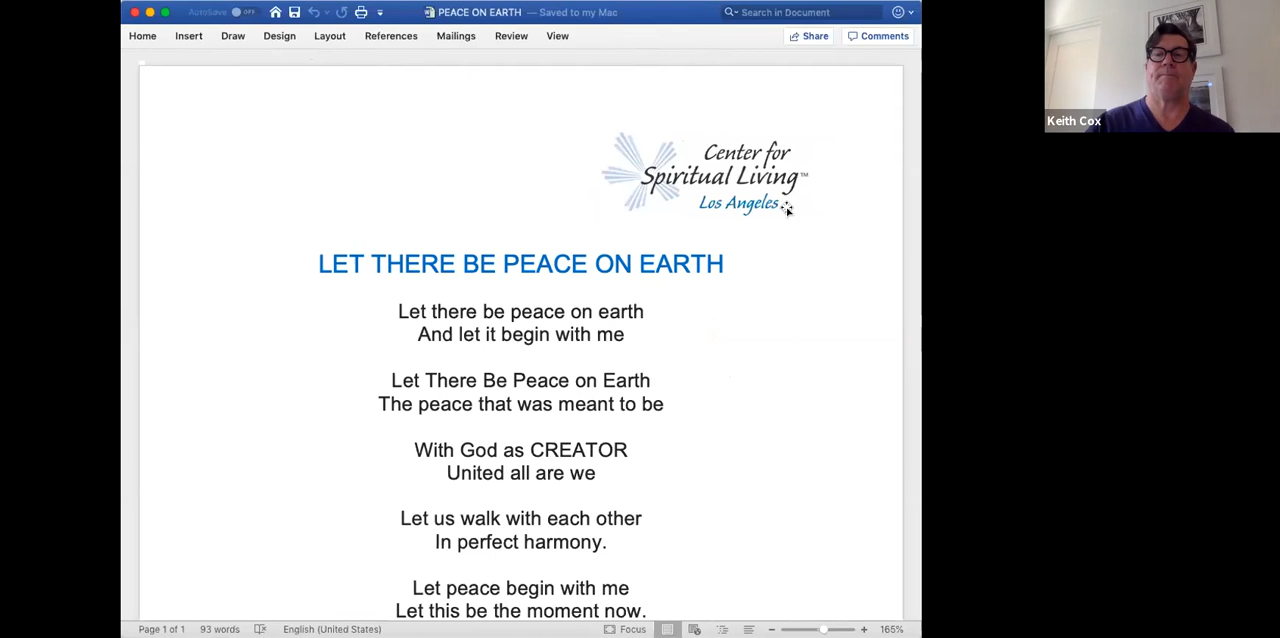 AutoSave OFF
PEACE ON EARTH — Saved to my Mac
Search in Document
Home Insert Draw Design Layout References Mailings Review View
Share Comments
Keith Cox
Center for
Spiritual Living™
Los Angeles
LET THERE BE PEACE ON EARTH
Let there be peace on earth
And let it begin with me
Let There Be Peace on Earth
The peace that was meant to be
With God as CREATOR
United all are we
Let us walk with each other
In perfect harmony.
Let peace begin with me
Let this be the moment now.
Page 1 of 1 93 words English (United States) Focus 165%